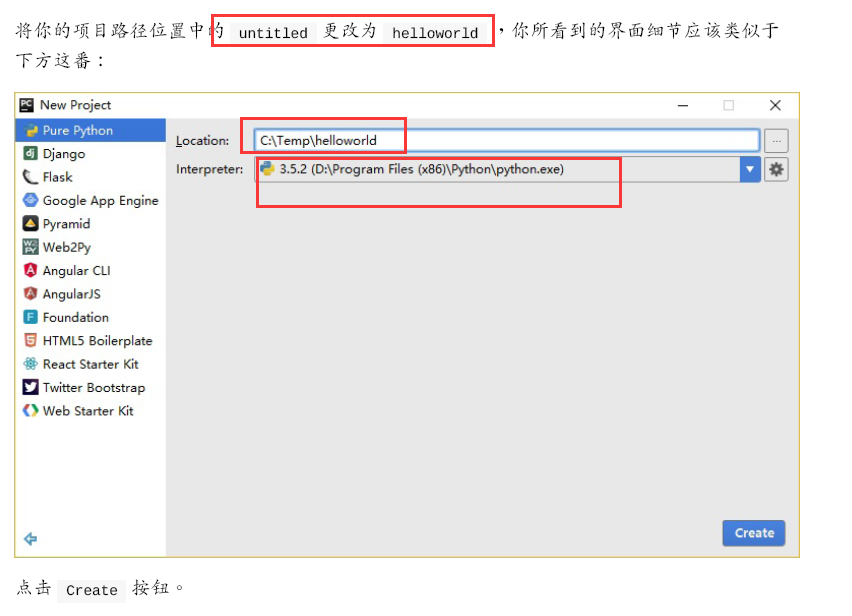 将你的项目路径位置中的 untitled 更改为 helloworld，你所看到的界面细节应该类似于
下方这番：
PC New Project
Pure Python
Location: C:\Temp\helloworld ...
Interpreter: 3.5.2 (D:\Program Files (x86)\Python\python.exe)
dj Django
Flask
Google App Engine
Pyramid
Web2Py
Angular CLI
AngularJS
F Foundation
HTML5 Boilerplate
React Starter Kit
Twitter Bootstrap
Web Starter Kit
Create
点击 Create 按钮。